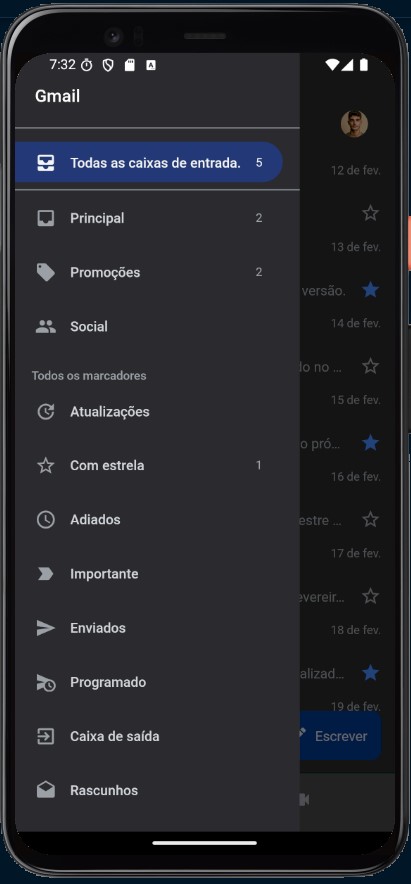 7:32
Gmail
Todas as caixas de entrada. 5
12 de fev.
Principal 2
13 de fev.
Promoções 2
versão.
Social
14 de fev.
Todos os marcadores
no ...
Atualizações
15 de fev.
Com estrela 1
o pró...
16 de fev.
Adiados
estre ...
17 de fev.
Importante
evereir...
Enviados
18 de fev.
Programado
alizad...
19 de fev.
Caixa de saída
Escrever
Rascunhos